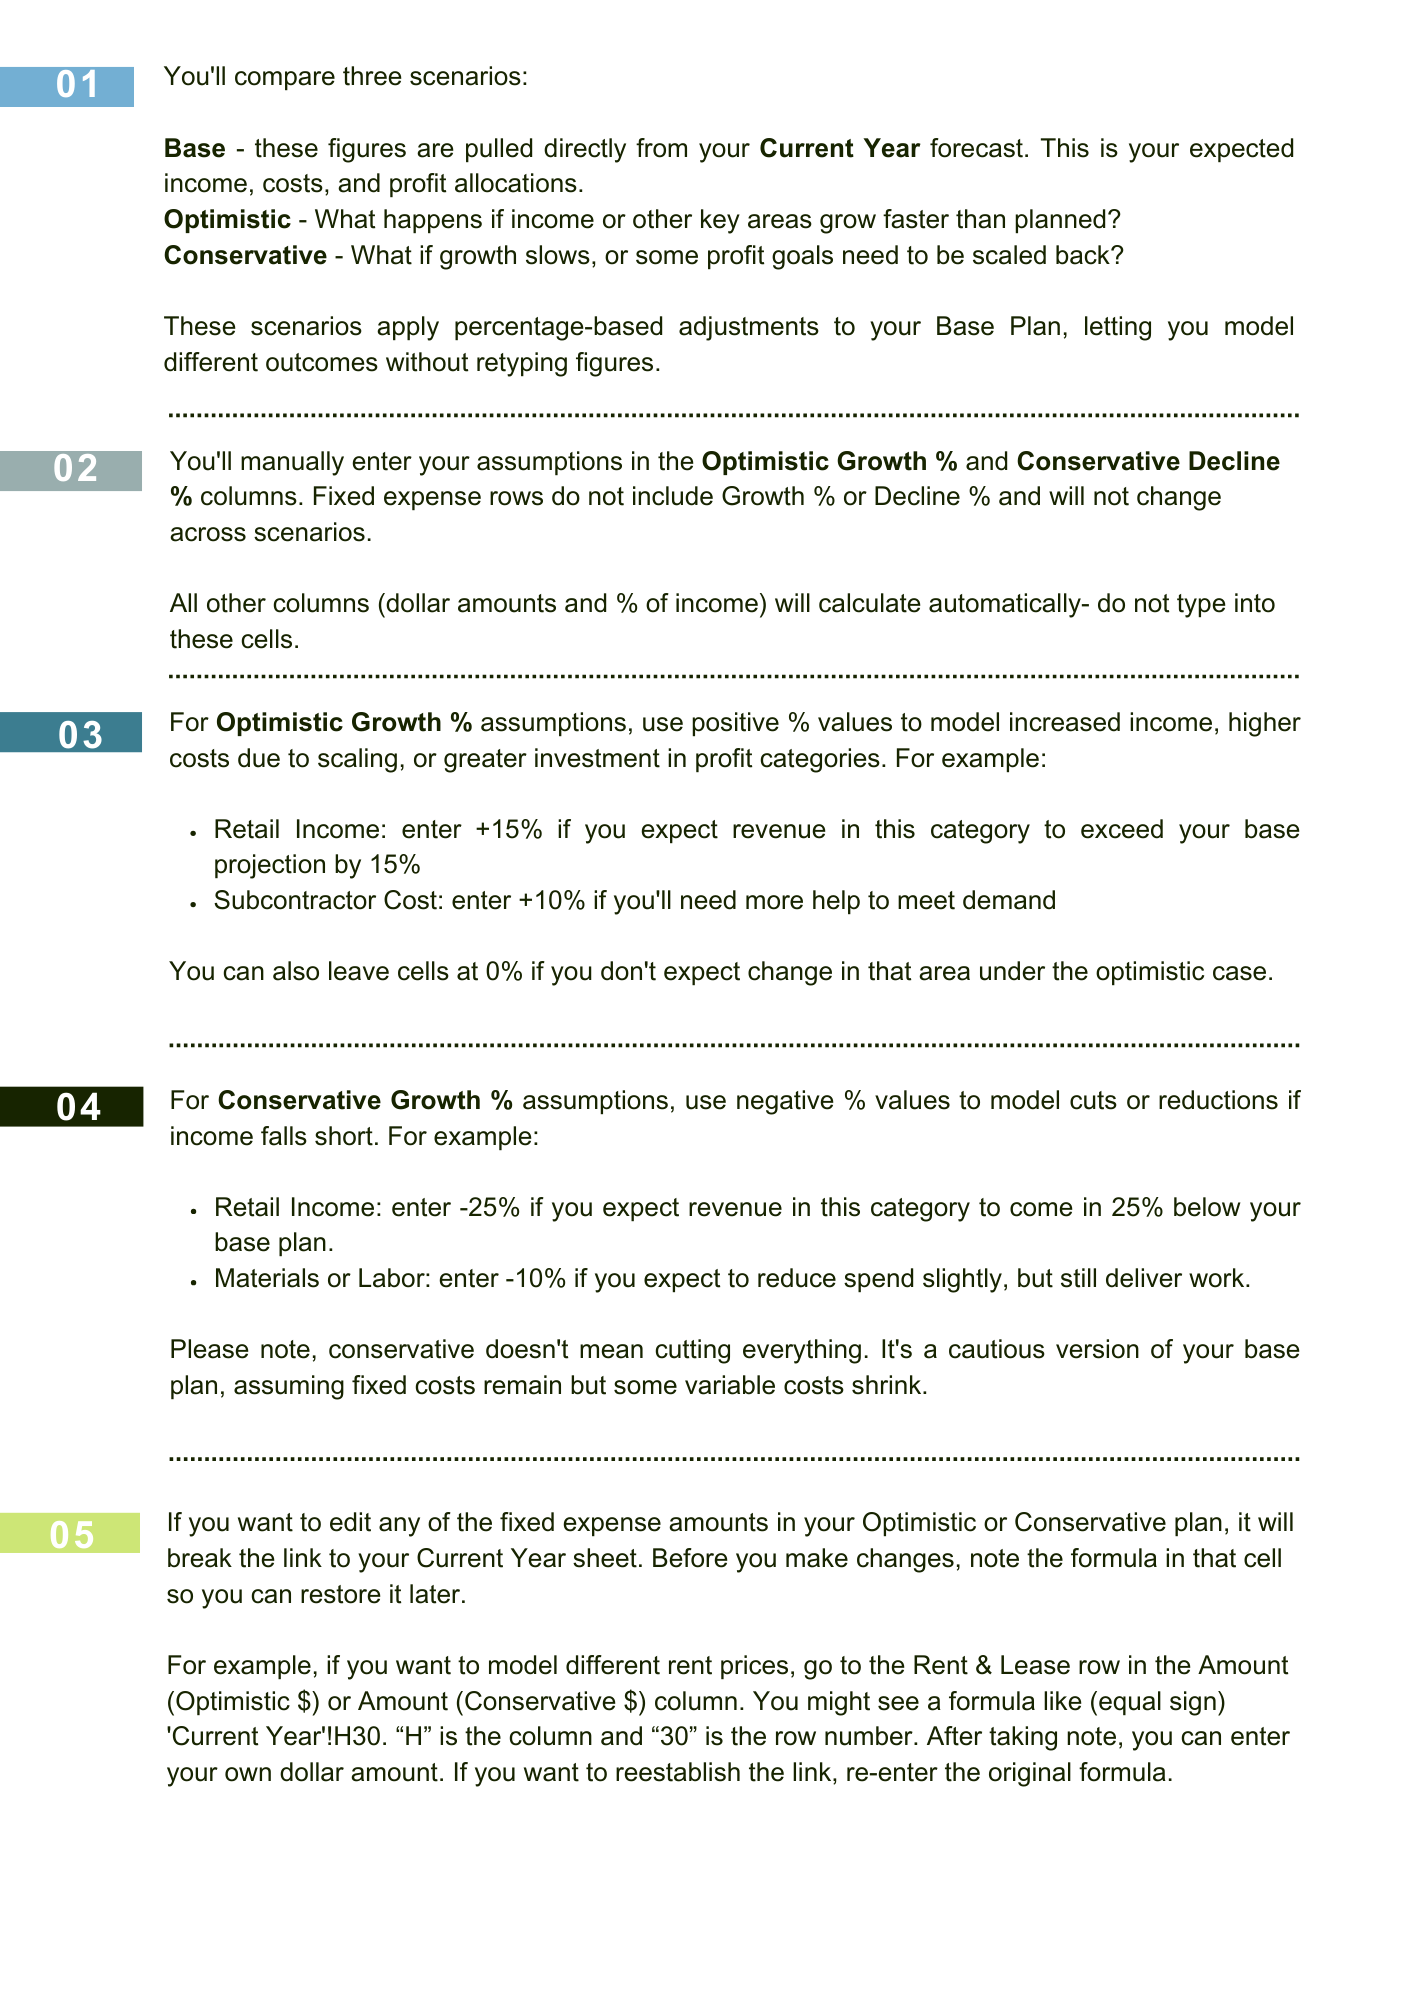 01
You'll compare three scenarios:
Base - these figures are pulled directly from your Current Year forecast. This is your expected
income, costs, and profit allocations.
Optimistic - What happens if income or other key areas grow faster than planned?
Conservative - What if growth slows, or some profit goals need to be scaled back?
These scenarios apply percentage-based adjustments to your Base Plan, letting you model
different outcomes without retyping figures.
02
You'll manually enter your assumptions in the Optimistic Growth % and Conservative Decline
% columns. Fixed expense rows do not include Growth % or Decline % and will not change
across scenarios.
All other columns (dollar amounts and % of income) will calculate automatically- do not type into
these cells.
03
For Optimistic Growth % assumptions, use positive % values to model increased income, higher
costs due to scaling, or greater investment in profit categories. For example:
• Retail Income: enter +15% if you expect revenue in this category to exceed your base
projection by 15%
• Subcontractor Cost: enter +10% if you'll need more help to meet demand
You can also leave cells at 0% if you don't expect change in that area under the optimistic case.
04
For Conservative Growth % assumptions, use negative % values to model cuts or reductions if
income falls short. For example:
• Retail Income: enter -25% if you expect revenue in this category to come in 25% below your
base plan.
• Materials or Labor: enter -10% if you expect to reduce spend slightly, but still deliver work.
Please note, conservative doesn't mean cutting everything. It's a cautious version of your base
plan, assuming fixed costs remain but some variable costs shrink.
05
If you want to edit any of the fixed expense amounts in your Optimistic or Conservative plan, it will
break the link to your Current Year sheet. Before you make changes, note the formula in that cell
so you can restore it later.
For example, if you want to model different rent prices, go to the Rent & Lease row in the Amount
(Optimistic $) or Amount (Conservative $) column. You might see a formula like (equal sign)
'Current Year'!H30. “H” is the column and “30” is the row number. After taking note, you can enter
your own dollar amount. If you want to reestablish the link, re-enter the original formula.